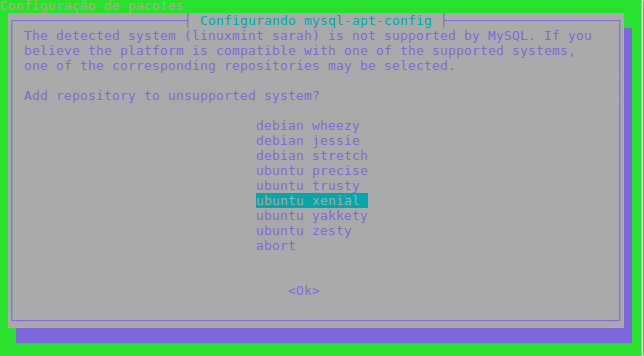 Configuração de pacotes
Configurando mysql-apt-config
The detected system (linuxmint sarah) is not supported by MySQL. If you
believe the platform is compatible with one of the supported systems,
one of the corresponding repositories may be selected.
Add repository to unsupported system?
debian wheezy
debian jessie
debian stretch
ubuntu precise
ubuntu trusty
ubuntu xenial
ubuntu yakkety
ubuntu zesty
abort
<Ok>